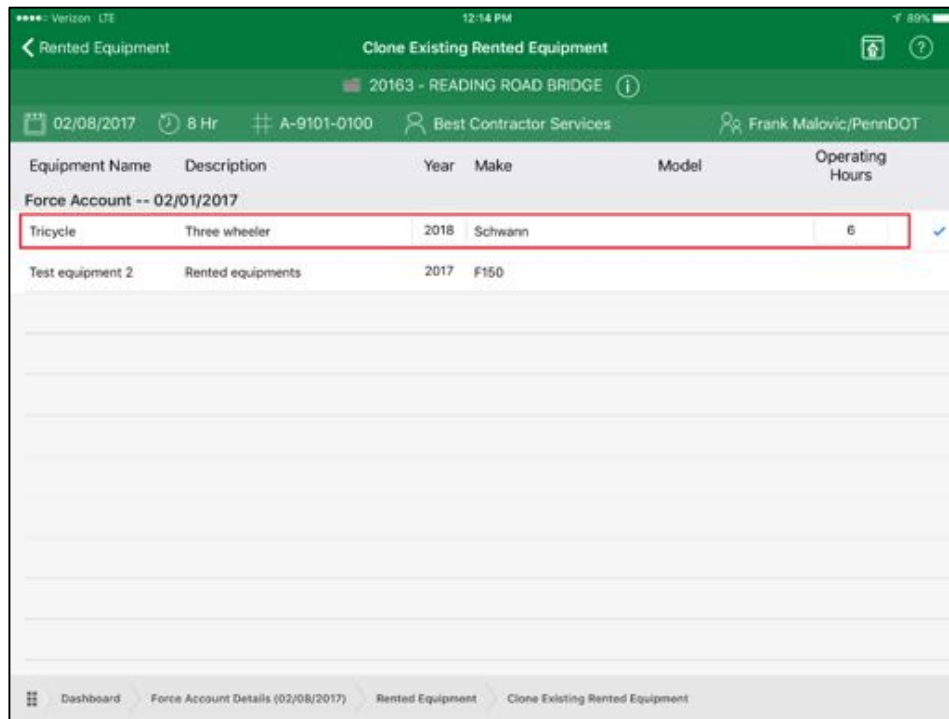 Verizon LTE 12:14 PM 89%
Rented Equipment Clone Existing Rented Equipment ?
20163 - READING ROAD BRIDGE i
02/08/2017 8 Hr # A-9101-0100 Best Contractor Services Frank Malovic/PennDOT
Equipment Name Description Year Make Model Operating Hours
Force Account -- 02/01/2017
Tricycle Three wheeler 2018 Schwann 6
Test equipment 2 Rented equipments 2017 F150
Dashboard Force Account Details (02/08/2017) Rented Equipment Clone Existing Rented Equipment